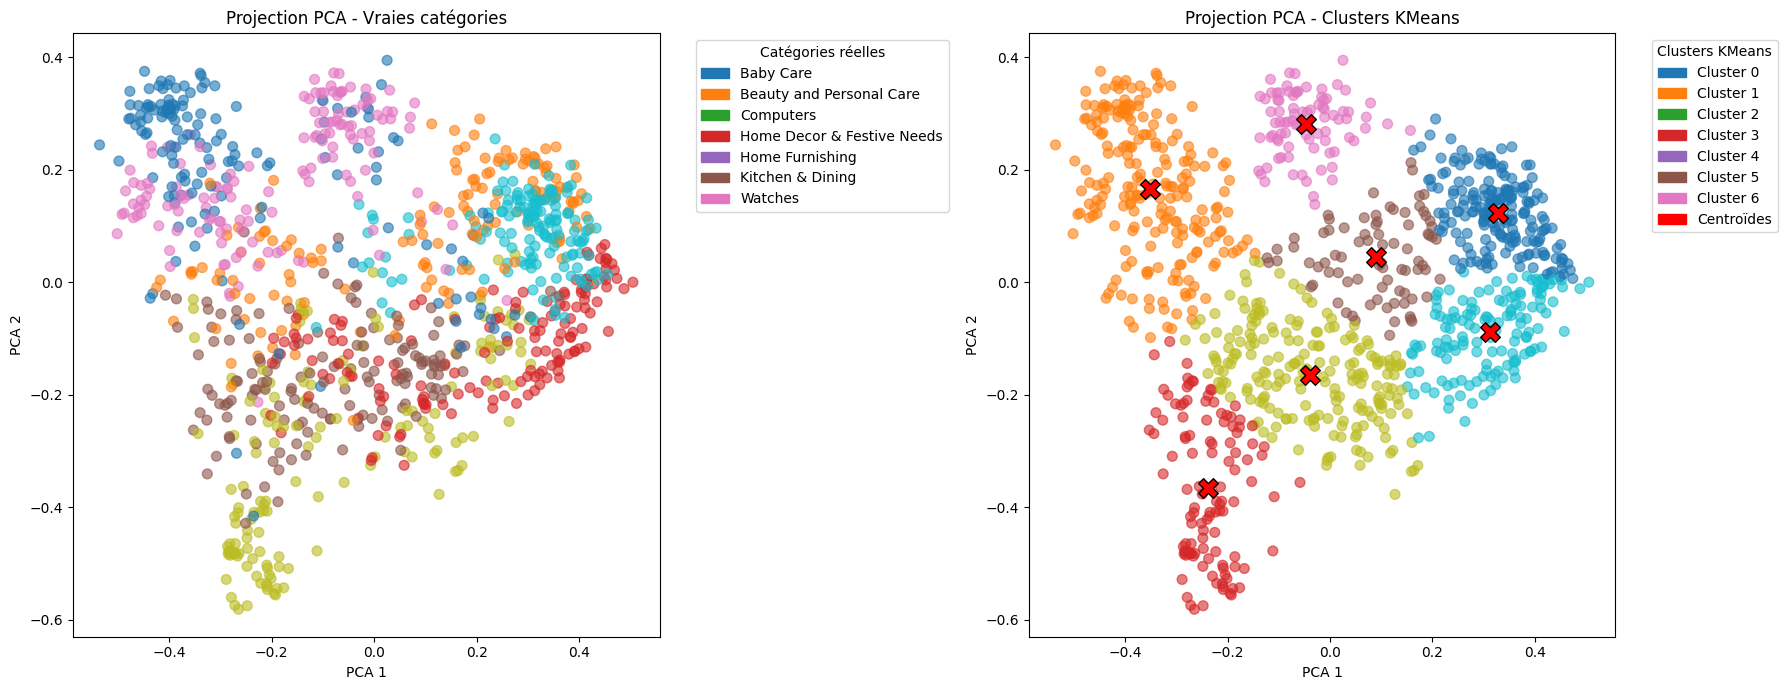 Projection PCA - Vraies catégories
0.4
0.2
0.0
−0.2
−0.4
−0.6
PCA 2
−0.4
−0.2
0.0
0.2
0.4
PCA 1
Catégories réelles
Baby Care
Beauty and Personal Care
Computers
Home Decor & Festive Needs
Home Furnishing
Kitchen & Dining
Watches
Projection PCA - Clusters KMeans
0.4
0.2
0.0
−0.2
−0.4
−0.6
PCA 2
−0.4
−0.2
0.0
0.2
0.4
PCA 1
Clusters KMeans
Cluster 0
Cluster 1
Cluster 2
Cluster 3
Cluster 4
Cluster 5
Cluster 6
Centroïdes